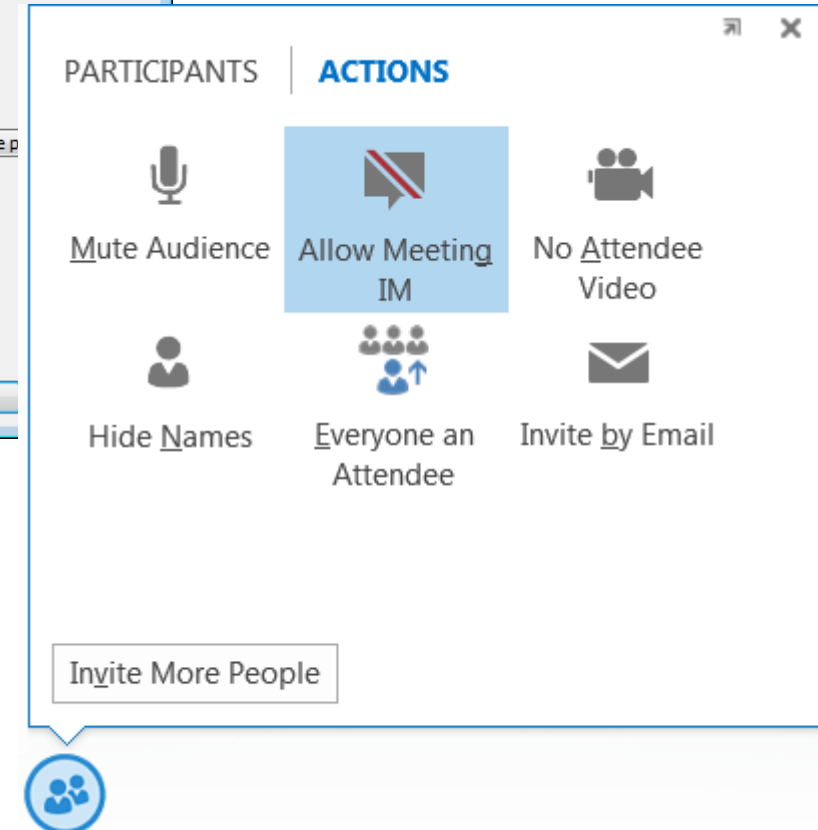 PARTICIPANTS ACTIONS
e p
Mute Audience
Allow Meeting
IM
No Attendee
Video
Hide Names
Everyone an
Attendee
Invite by Email
Invite More People